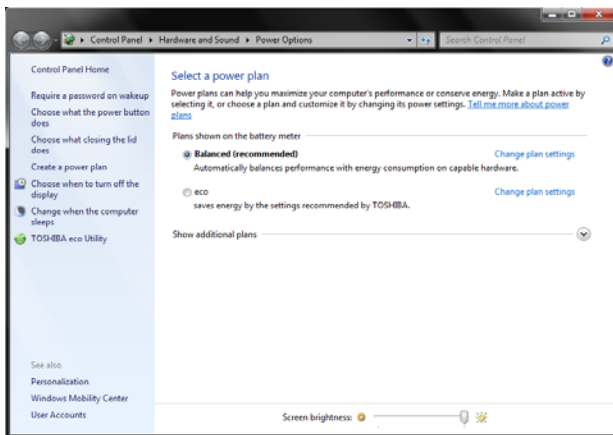 Control Panel ▸ Hardware and Sound ▸ Power Options
Search Control Panel
Control Panel Home
Require a password on wakeup
Choose what the power button
does
Choose what closing the lid
does
Create a power plan
Choose when to turn off the
display
Change when the computer
sleeps
TOSHIBA eco Utility
See also
Personalization
Windows Mobility Center
User Accounts
Select a power plan
Power plans can help you maximize your computer's performance or conserve energy. Make a plan active by
selecting it, or choose a plan and customize it by changing its power settings. Tell me more about power
plans
Plans shown on the battery meter
Balanced (recommended) Change plan settings
Automatically balances performance with energy consumption on capable hardware.
eco Change plan settings
saves energy by the settings recommended by TOSHIBA.
Show additional plans
Screen brightness: